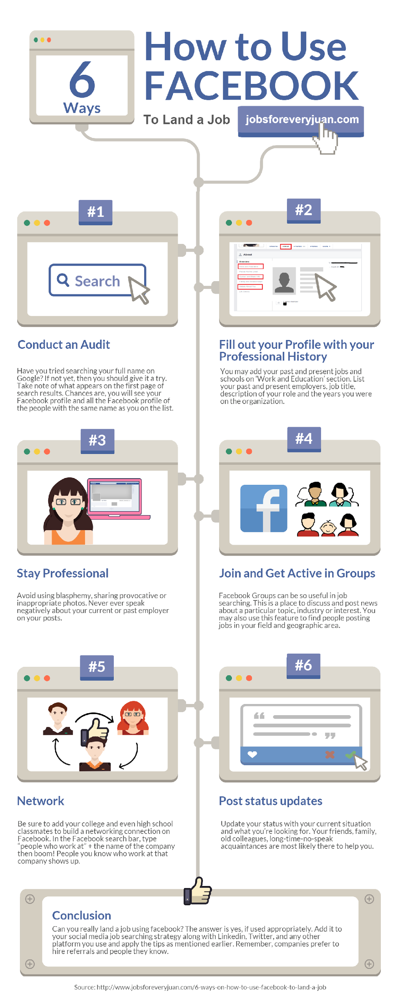 6
Ways
How to Use
FACEBOOK
To Land a Job
jobsforeveryjuan.com
#1
Search
Conduct an Audit
Have you tried searching your full name on
Google? If not yet, then you should give it a try.
Take note of what appears on the first page of
search results. Chances are, you will see your
Facebook profile and all the Facebook profile of
the people with the same name as you on the list.
#2
About
Overview
Fill out your Profile with your
Professional History
You may add your past and present jobs and
schools on 'Work and Education' section. List
your past and present employers, job title,
description of your role and the years you were
on the organization.
#3
Stay Professional
Avoid using blasphemy, sharing provocative or
inappropriate photos. Never ever speak
negatively about your current or past employer
on your posts.
#4
f
Join and Get Active in Groups
Facebook Groups can be so useful in job
searching. This is a place to discuss and post news
about a particular topic, industry or interest. You
may also use this feature to find people posting
jobs in your field and geographic area.
#5
Network
Be sure to add your college and even high school
classmates to build a networking connection on
Facebook. In the Facebook search bar, type
"people who work at" + the name of the company
then boom! People you know who work at that
company shows up.
#6
Post status updates
Update your status with your current situation
and what you're looking for. Your friends, family,
old colleagues, long-time-no-speak
acquaintances are most likely there to help you.
Conclusion
Can you really land a job using facebook? The answer is yes, if used appropriately. Add it to
your social media job searching strategy along with Linkedin, Twitter, and any other
platform you use and apply the tips as mentioned earlier. Remember, companies prefer to
hire referrals and people they know.
Source: http://www.jobsforeveryjuan.com/6-ways-on-how-to-use-facebook-to-land-a-job